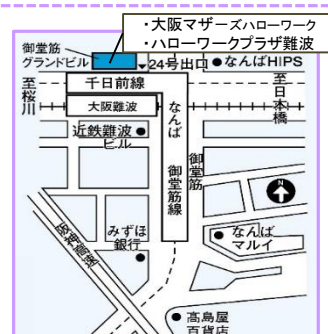 ・大阪マザーズハローワーク
・ハローワークプラザ難波
御堂筋
グランドビル
24号出口
なんばHIPS
至桜川
千日前線
至日本橋
大阪難波
なんば
近鉄難波
ビル
御堂筋線
御堂筋
N
阪神高速
みずほ
銀行
なんば
マルイ
高島屋
百貨店